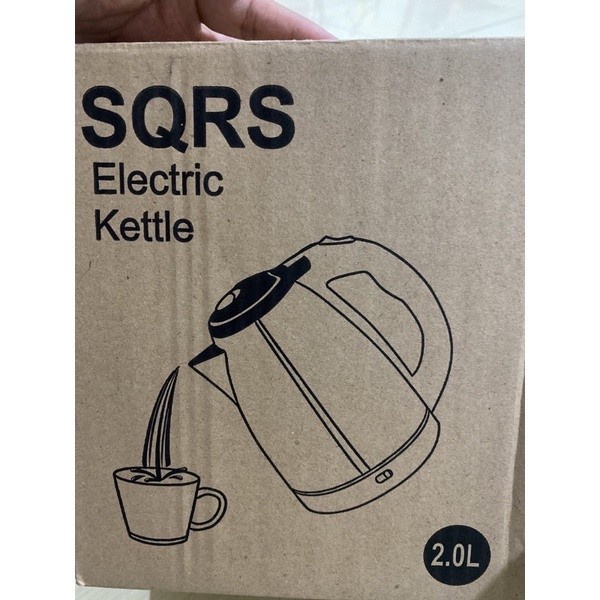 SQRS
Electric
Kettle
2.0L